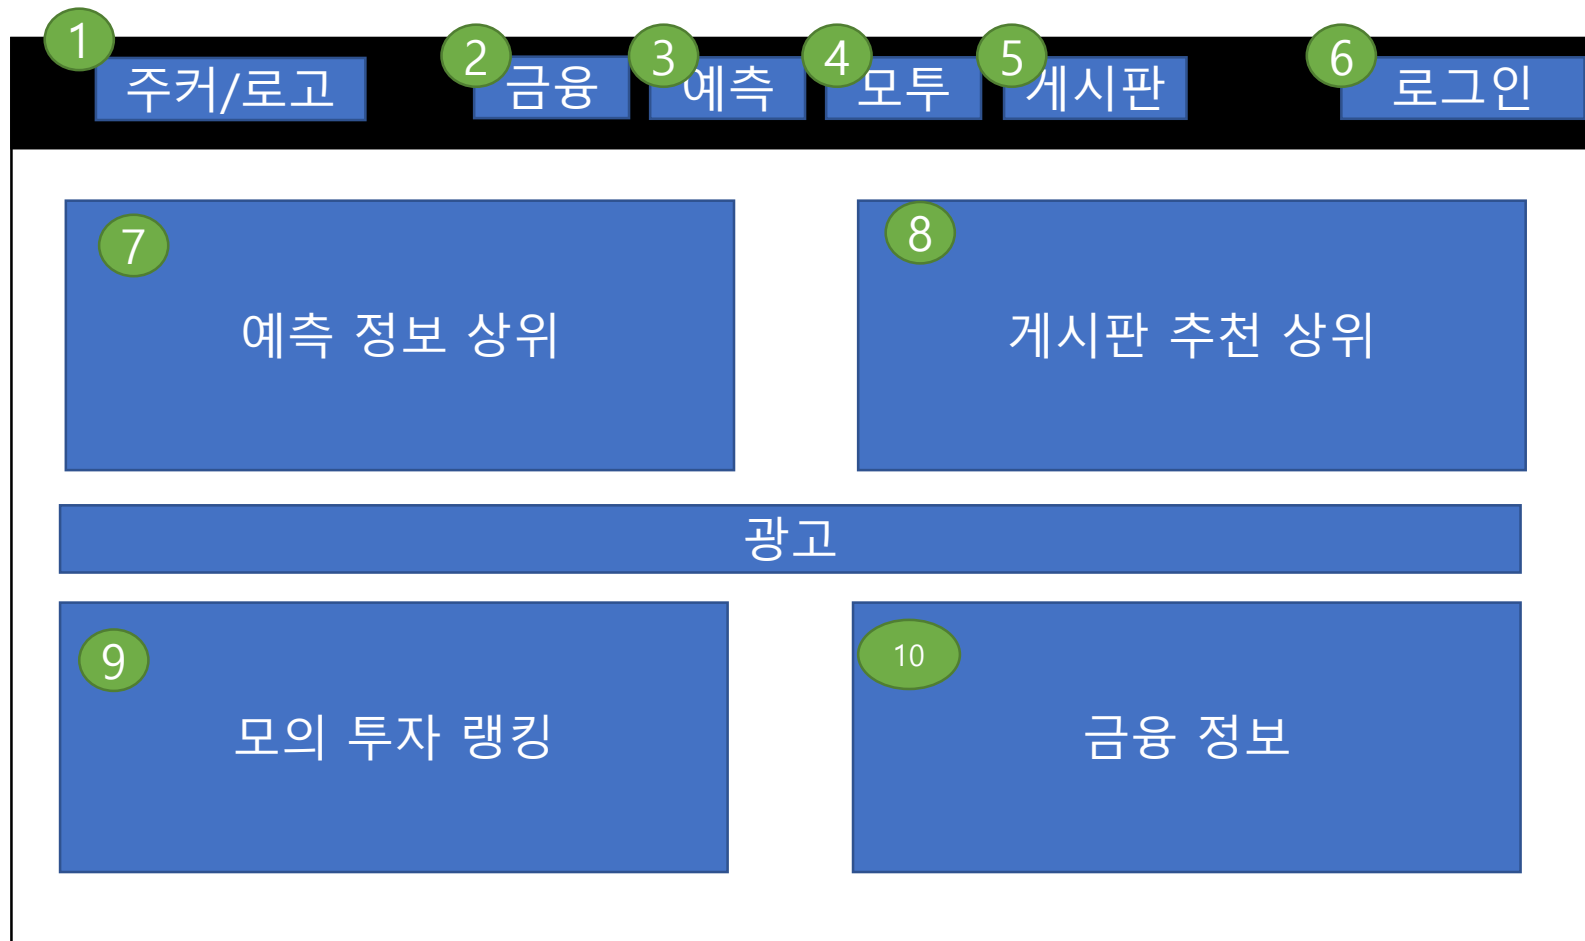 1 주커/로고
2 금융
3 예측
4 모투
5 게시판
6 로그인
7
예측 정보 상위
8
게시판 추천 상위
광고
9
모의 투자 랭킹
10
금융 정보